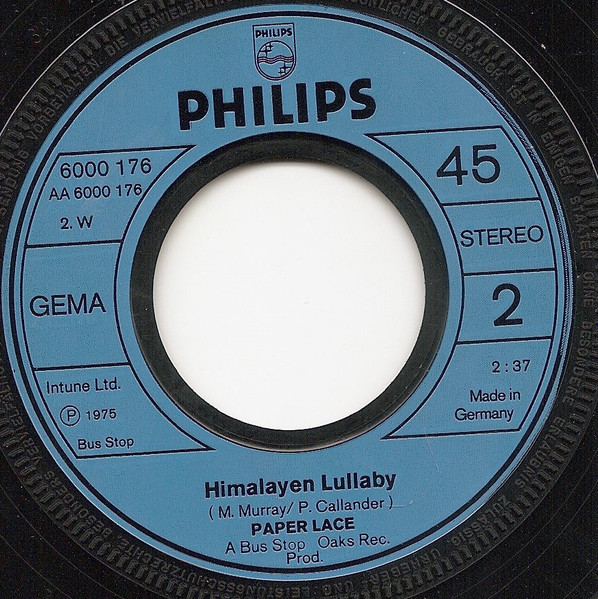 PHILIPS
PHILIPS
6000 176
AA 6000 176
2. W
GEMA
Intune Ltd.
Ⓟ 1975
Bus Stop
45
STEREO
2
2:37
Made in
Germany
Himalayen Lullaby
( M. Murray/ P. Callander )
PAPER LACE
A Bus Stop Oaks Rec.
Prod.